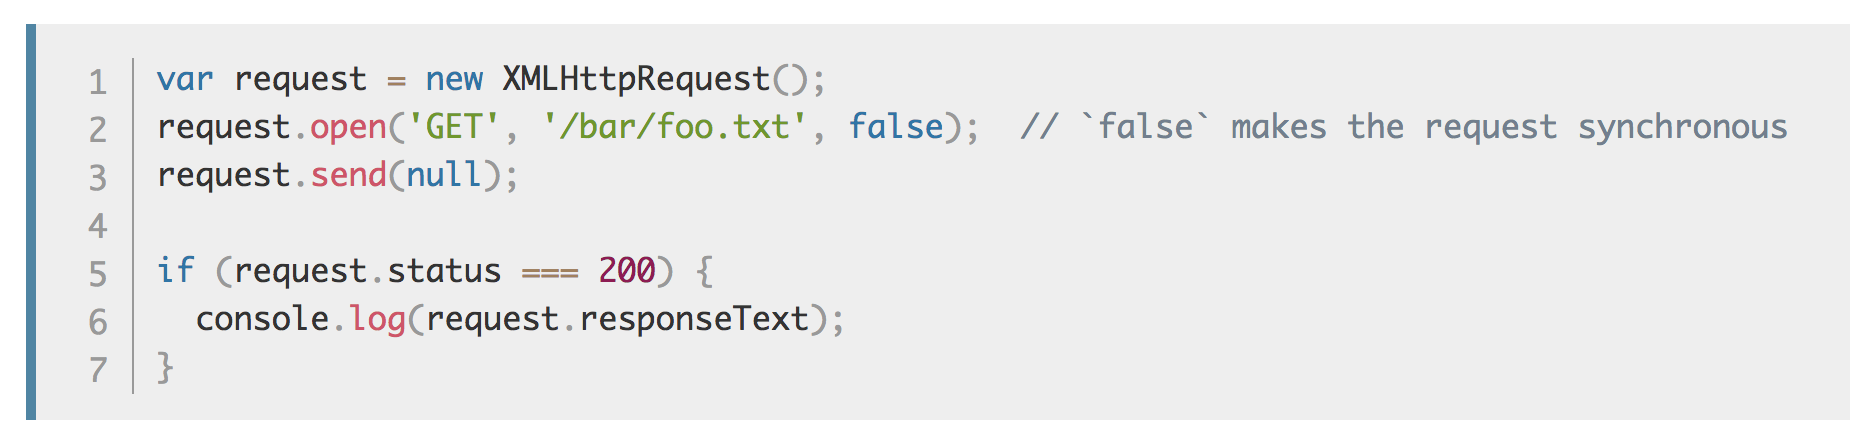 1 var request = new XMLHttpRequest();
2 request.open('GET', '/bar/foo.txt', false);  // `false` makes the request synchronous
3 request.send(null);
4
5 if (request.status === 200) {
6   console.log(request.responseText);
7 }